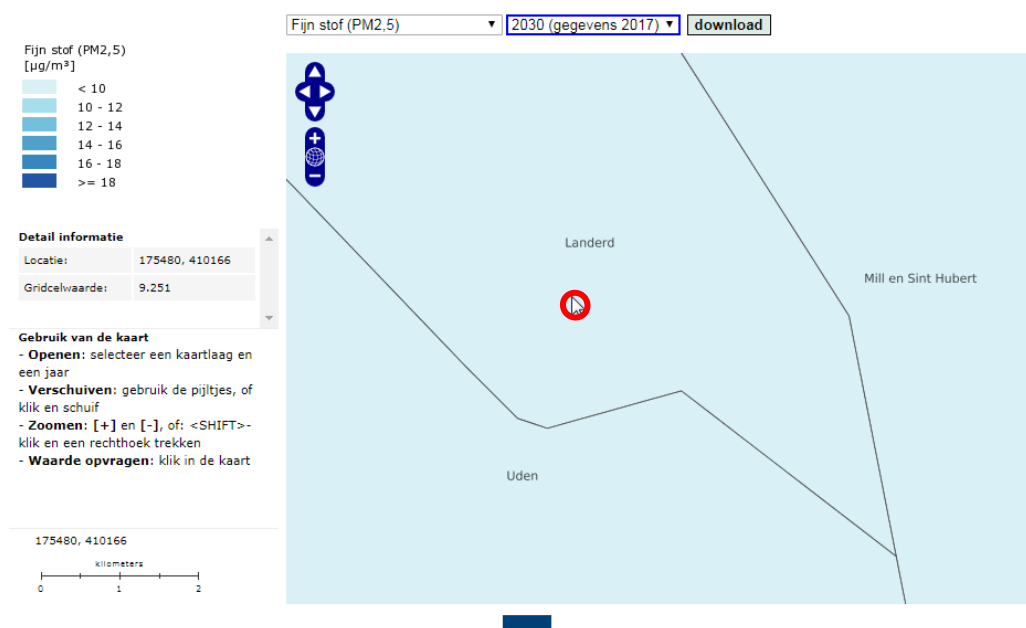 Fijn stof (PM2,5)
2030 (gegevens 2017)
download
Fijn stof (PM2,5)
[µg/m³]
< 10
10 - 12
12 - 14
14 - 16
16 - 18
>= 18
Detail informatie
Locatie: 175480, 410166
Gridcelwaarde: 9.251
Gebruik van de kaart
- Openen: selecteer een kaartlaag en
een jaar
- Verschuiven: gebruik de pijltjes, of
klik en schuif
- Zoomen: [+] en [-], of: <SHIFT>-
klik en een rechthoek trekken
- Waarde opvragen: klik in de kaart
175480, 410166
kilometers
0 1 2
Landerd
Mill en Sint Hubert
Uden